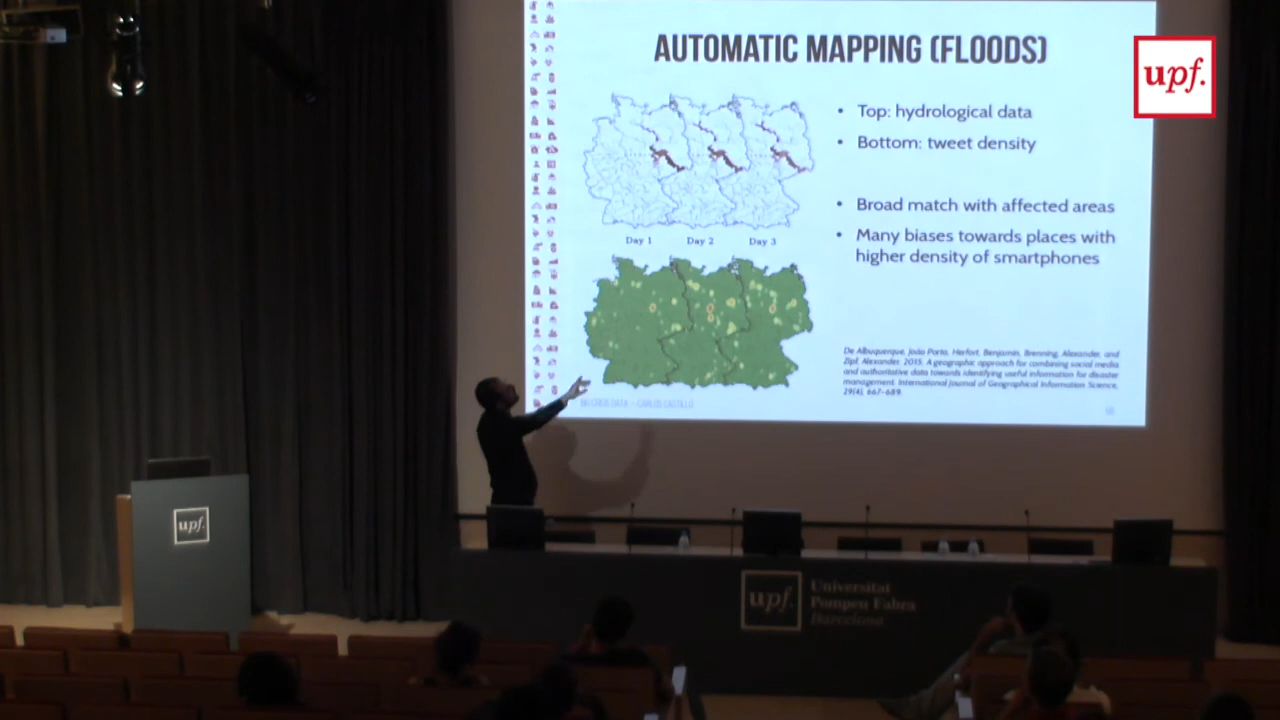 AUTOMATIC MAPPING (FLOODS)
upf.
• Top: hydrological data
• Bottom: tweet density
• Broad match with affected areas
• Many biases towards places with
higher density of smartphones
Day 1 Day 2 Day 3
De Albuquerque, João Porto, Herfort, Benjamin, Brenning, Alexander, and
Zipf, Alexander. 2015. A geographic approach for combining social media
and authoritative data towards identifying useful information for disaster
management. International Journal of Geographical Information Science,
29(4), 667–689.
BIG CRISIS DATA — CARLOS CASTILLO
upf.
upf.
Universitat
Pompeu Fabra
Barcelona